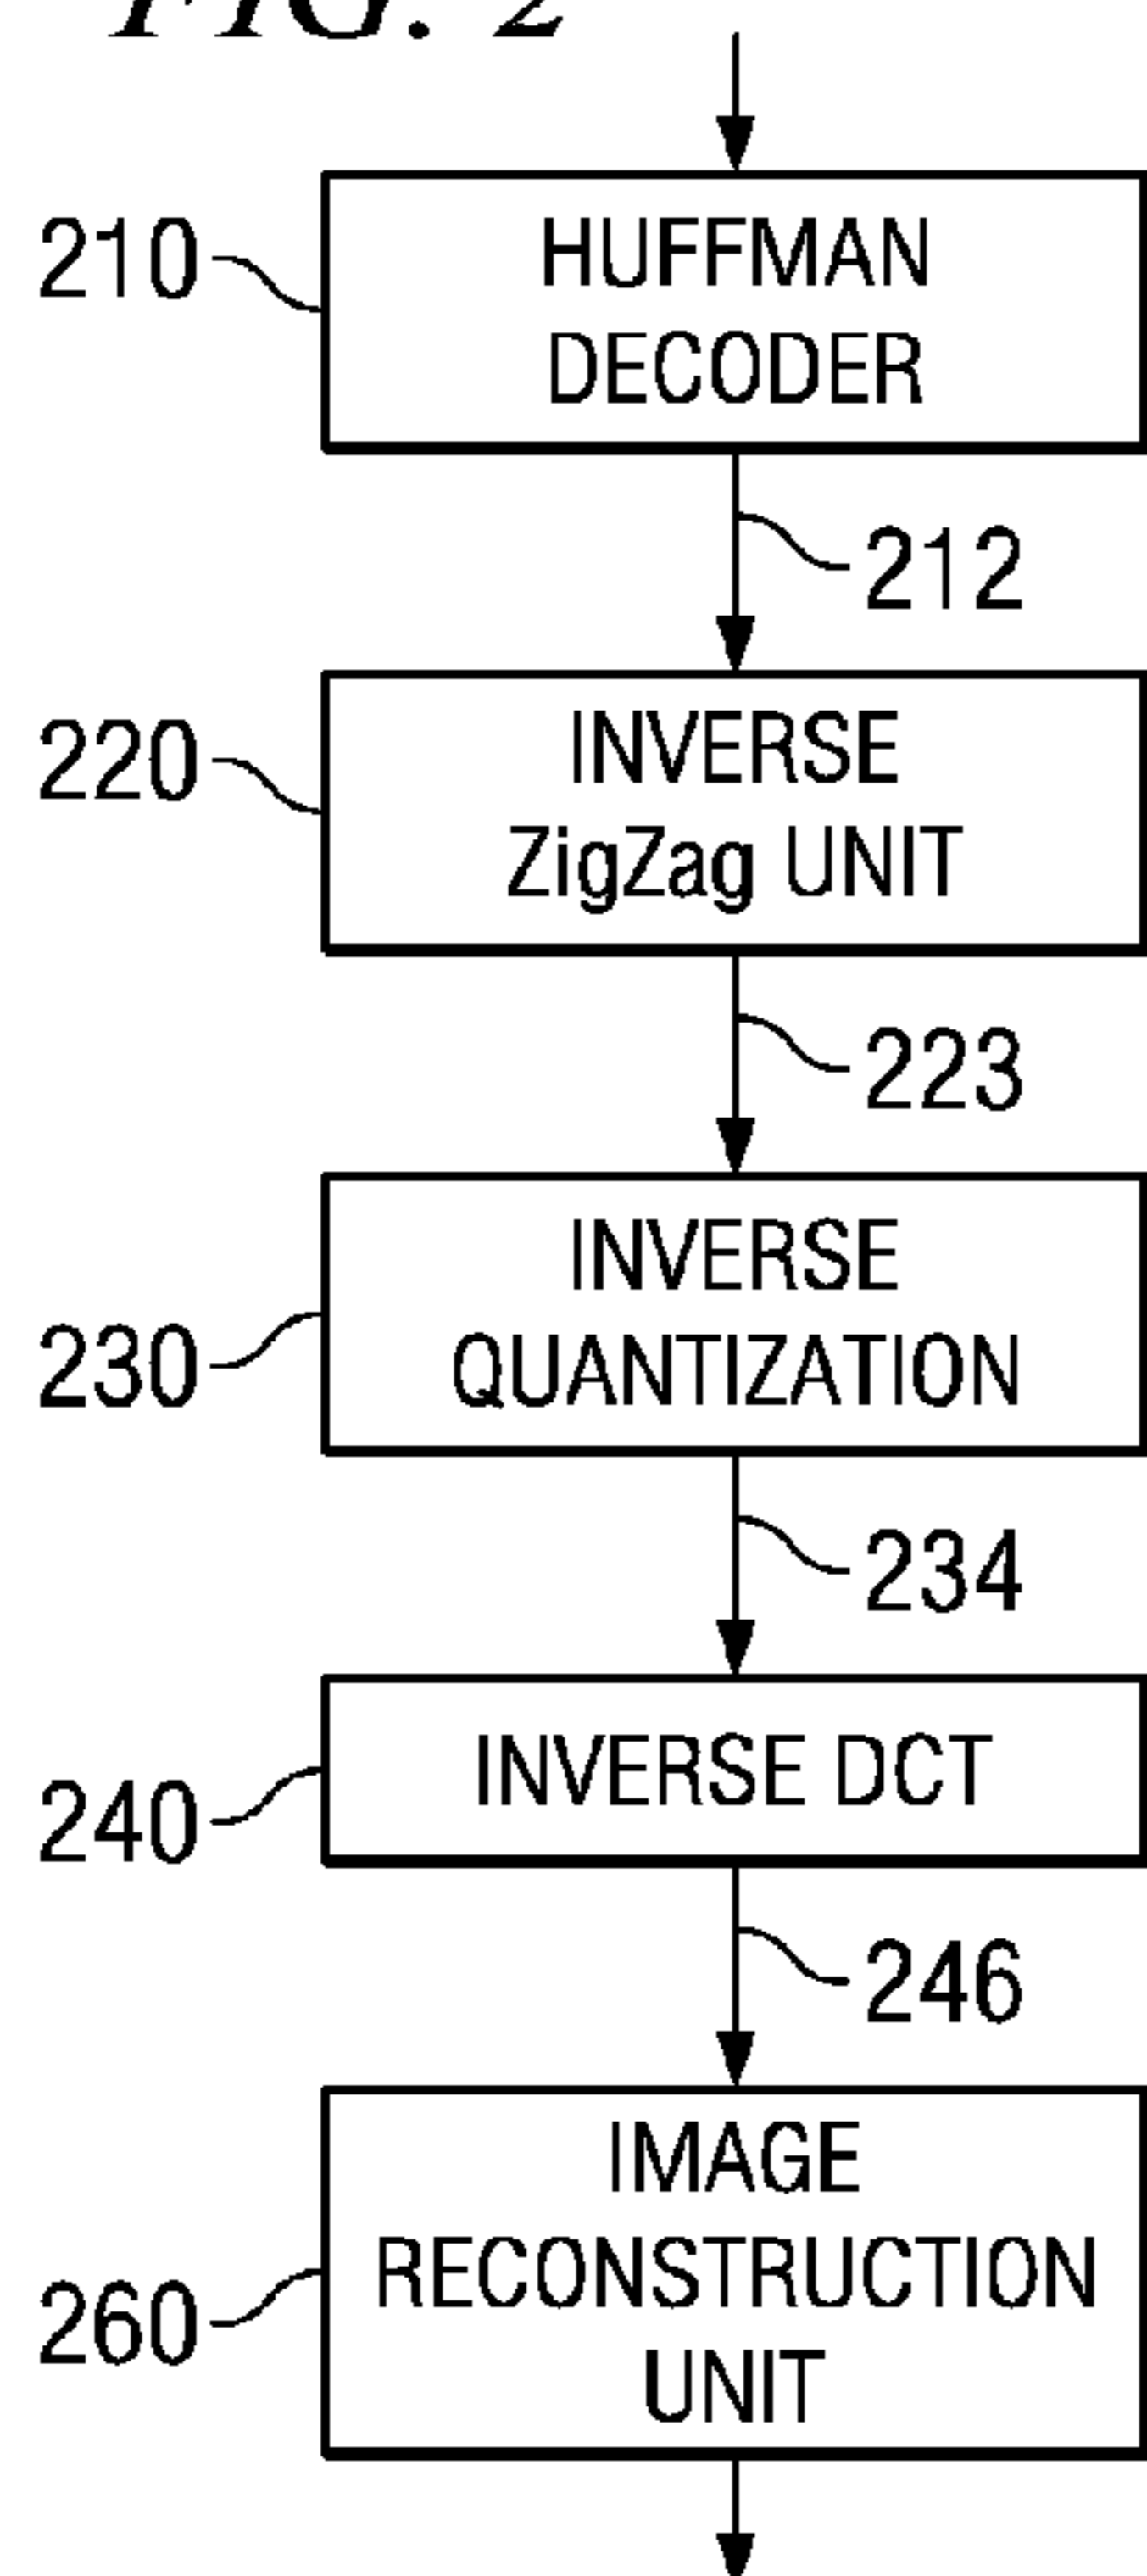 FIG. 2
210
HUFFMAN
DECODER
212
220
INVERSE
ZigZag UNIT
223
230
INVERSE
QUANTIZATION
234
240
INVERSE DCT
246
260
IMAGE
RECONSTRUCTION
UNIT